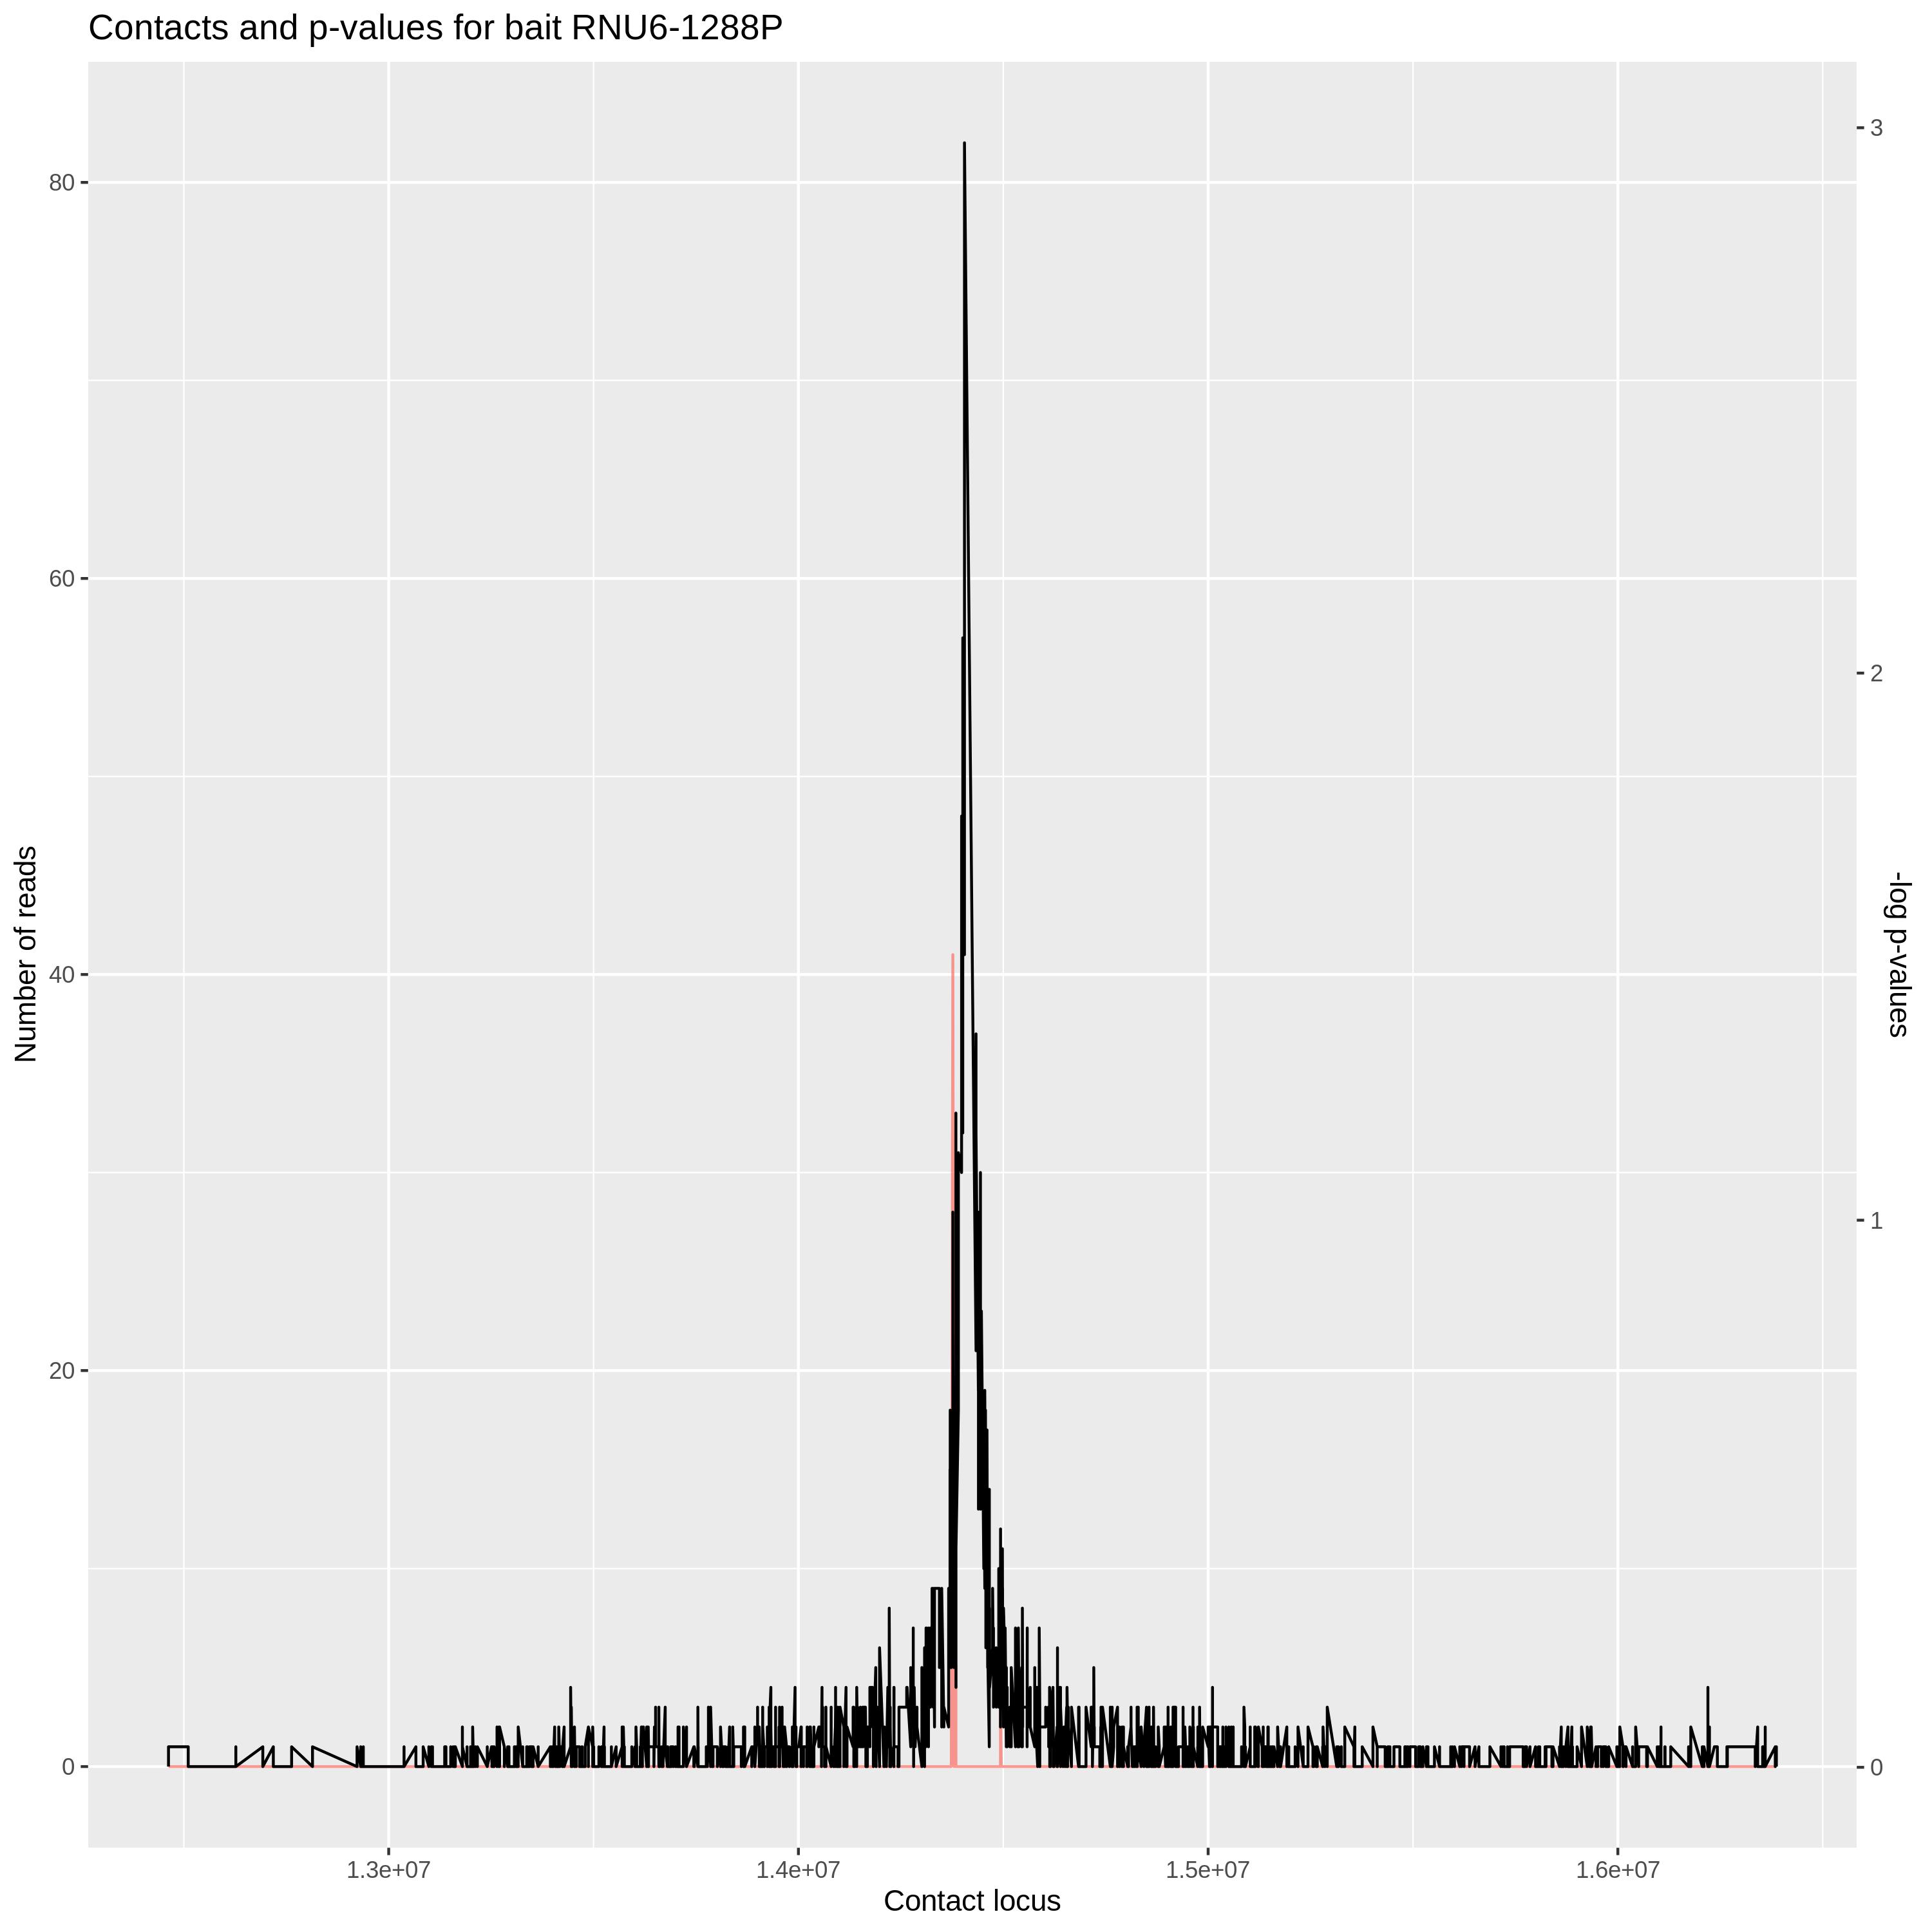 Contacts and p-values for bait RNU6-1288P
80
60
40
20
0
Number of reads
3
2
1
0
-log p-values
1.3e+07 1.4e+07 1.5e+07 1.6e+07
Contact locus